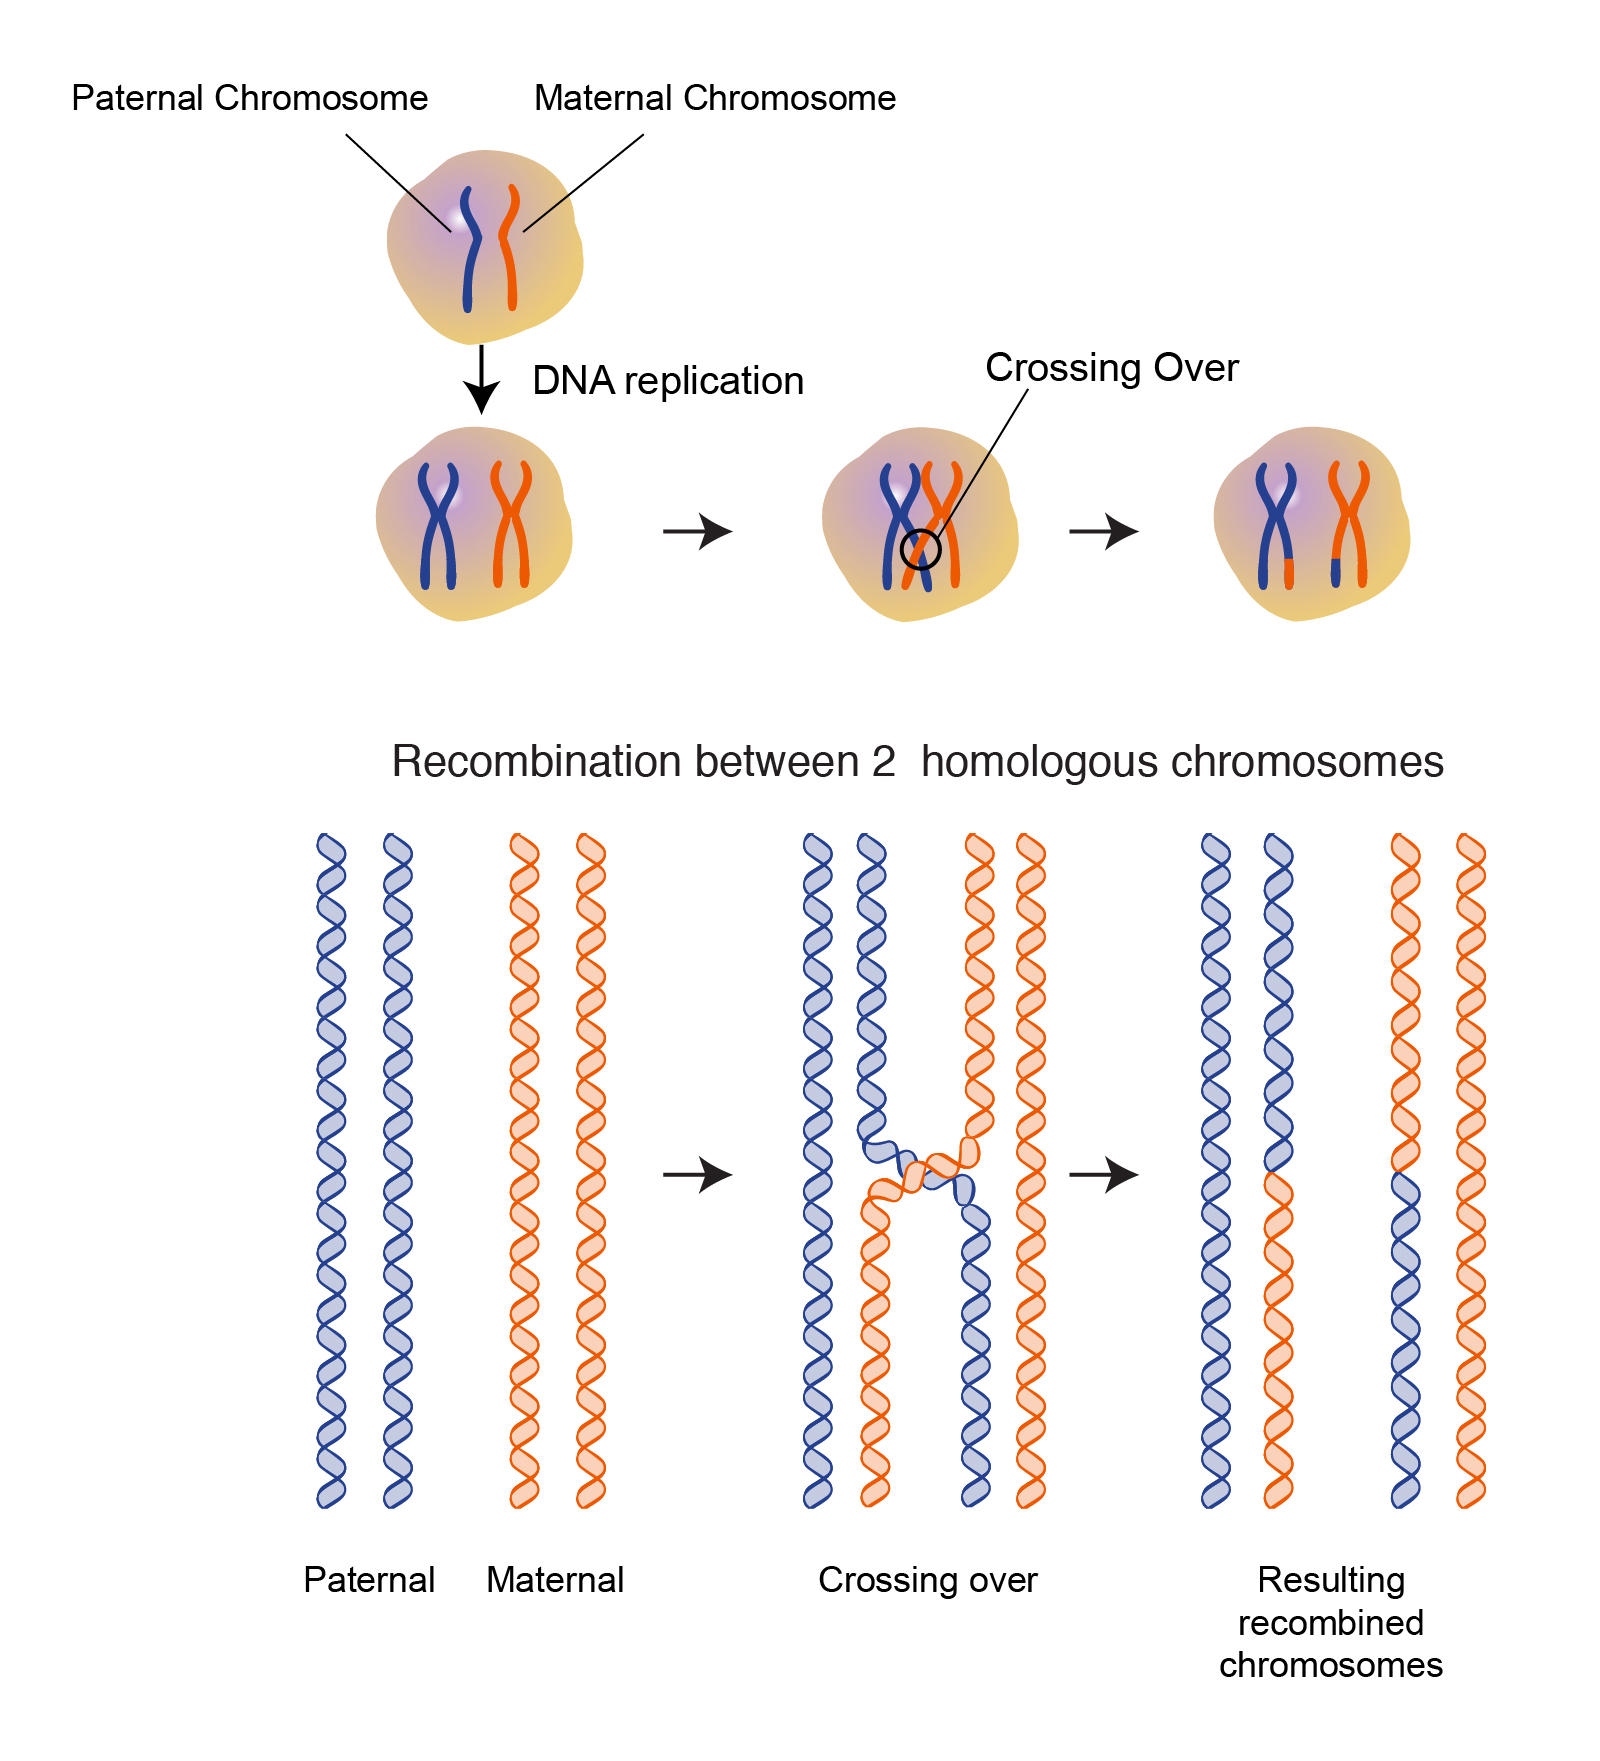 Paternal Chromosome
Maternal Chromosome
DNA replication
Crossing Over
Recombination between 2  homologous chromosomes
Paternal
Maternal
Crossing over
Resulting
recombined
chromosomes